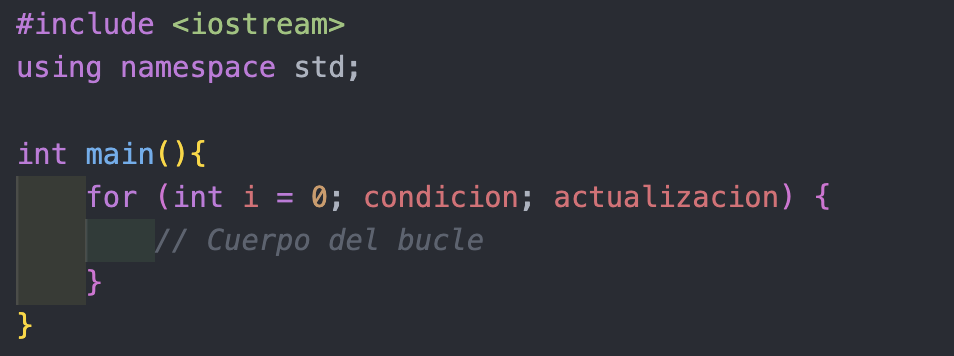 #include <iostream>
using namespace std;

int main(){
    for (int i = 0; condicion; actualizacion) {
        // Cuerpo del bucle
    }
}